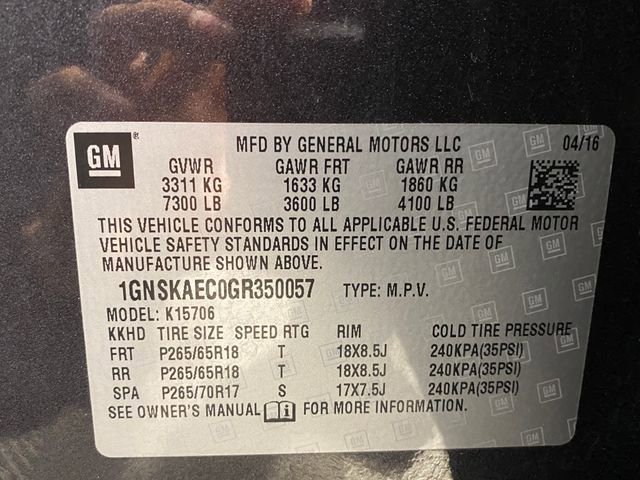 GM ® MFD BY GENERAL MOTORS LLC 04/16
GVWR GAWR FRT GAWR RR
3311 KG 1633 KG 1860 KG
7300 LB 3600 LB 4100 LB
THIS VEHICLE CONFORMS TO ALL APPLICABLE U.S. FEDERAL MOTOR
VEHICLE SAFETY STANDARDS IN EFFECT ON THE DATE OF
MANUFACTURE SHOWN ABOVE.
1GNSKAEC0GR350057 TYPE: M.P.V.
MODEL: K15706
KKHD TIRE SIZE SPEED RTG RIM COLD TIRE PRESSURE
FRT P265/65R18 T 18X8.5J 240KPA(35PSI)
RR P265/65R18 T 18X8.5J 240KPA(35PSI)
SPA P265/70R17 S 17X7.5J 240KPA(35PSI)
SEE OWNER'S MANUAL FOR MORE INFORMATION.